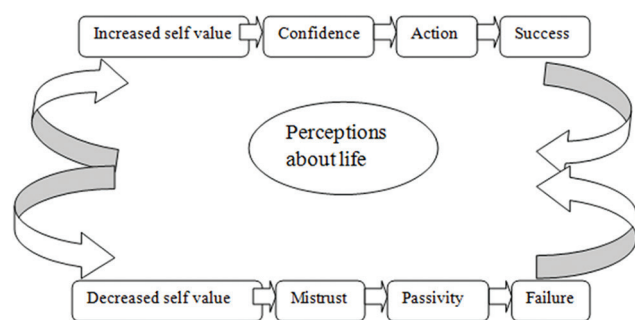 Increased self value Confidence Action Success
Perceptions
about life
Decreased self value Mistrust Passivity Failure